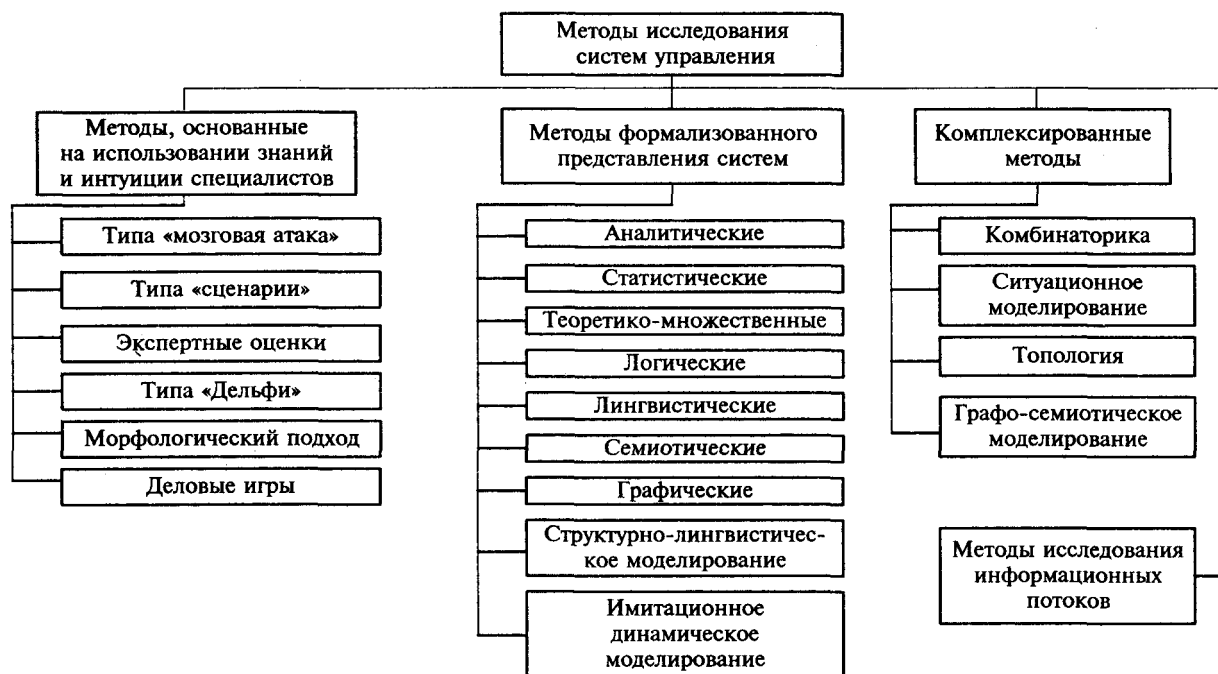 Методы исследования
систем управления
Методы, основанные
на использовании знаний
и интуиции специалистов
Типа «мозговая атака»
Типа «сценарии»
Экспертные оценки
Типа «Дельфи»
Морфологический подход
Деловые игры
Методы формализованного
представления систем
Аналитические
Статистические
Теоретико-множественные
Логические
Лингвистические
Семиотические
Графические
Структурно-лингвистичес-
кое моделирование
Имитационное
динамическое
моделирование
Комплексированные
методы
Комбинаторика
Ситуационное
моделирование
Топология
Графо-семиотическое
моделирование
Методы исследования
информационных
потоков